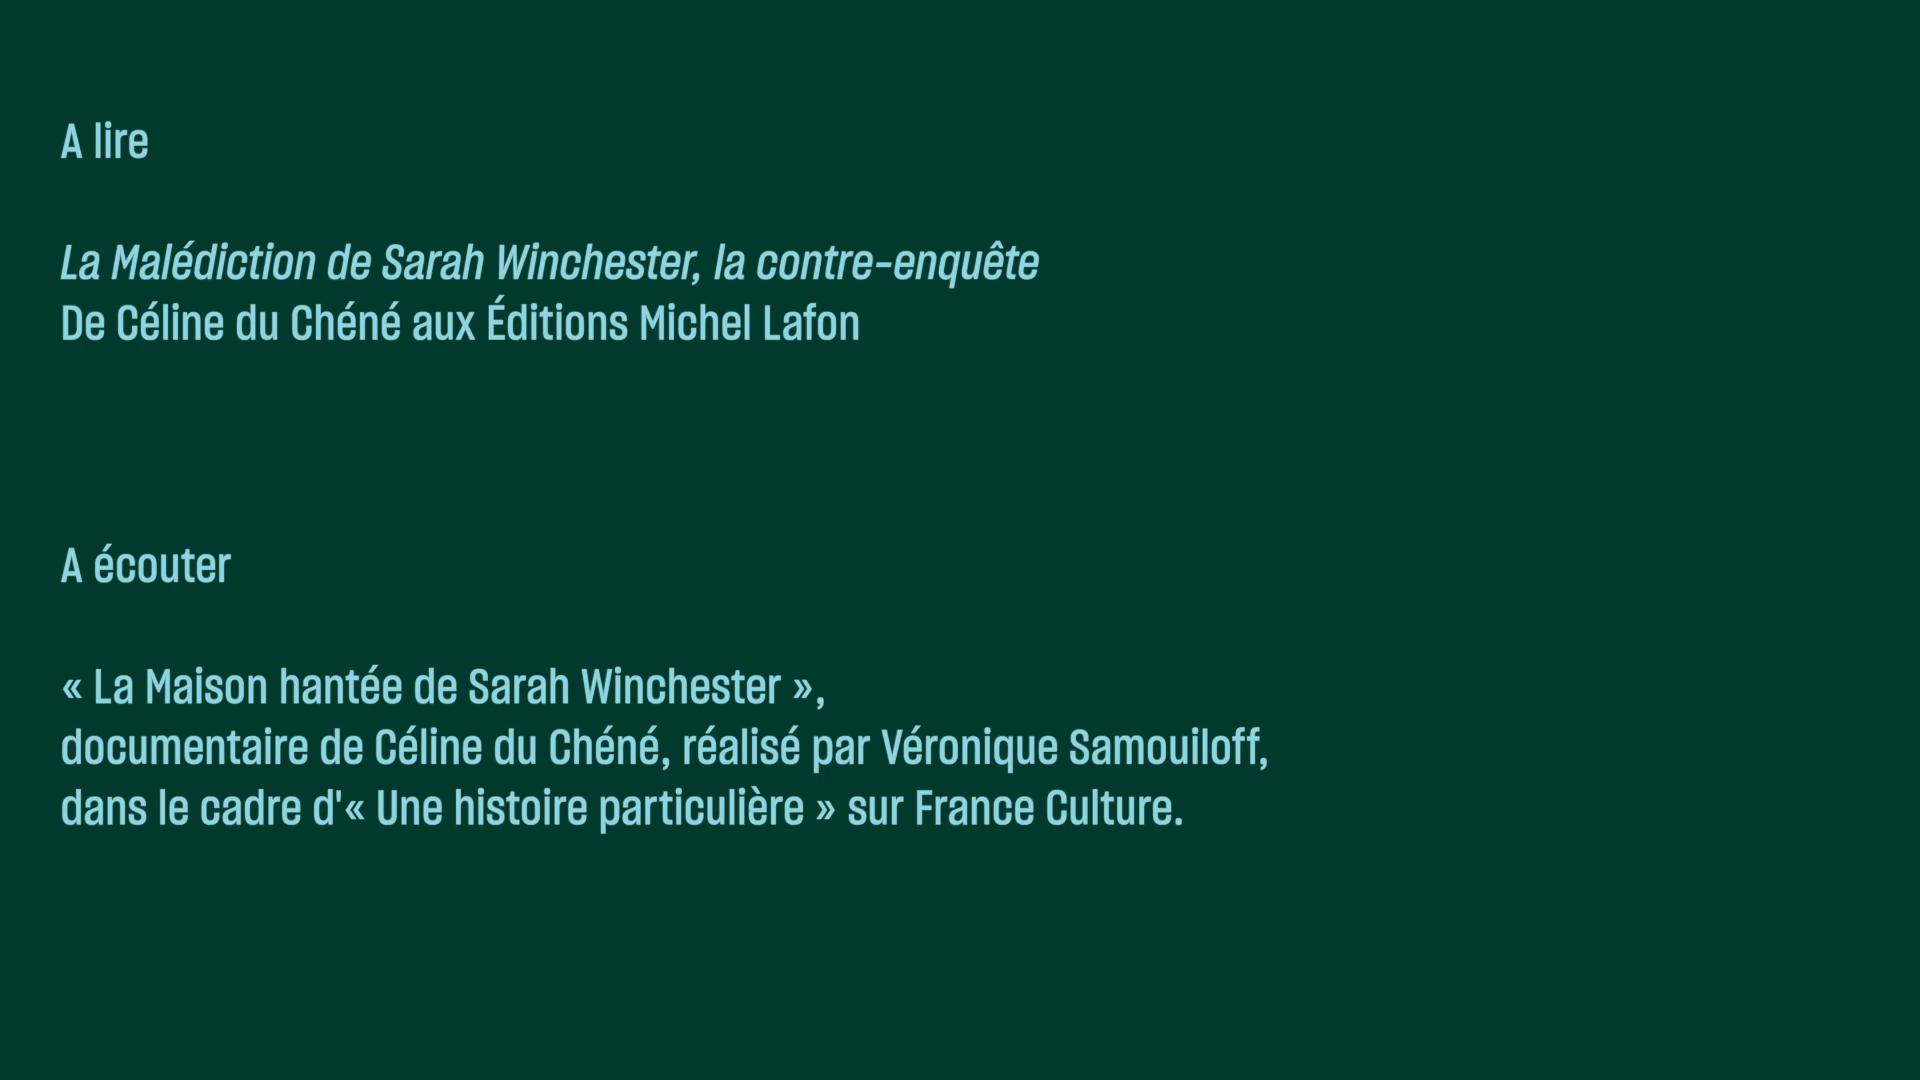 A lire
La Malédiction de Sarah Winchester, la contre-enquête
De Céline du Chéné aux Éditions Michel Lafon
A écouter
« La Maison hantée de Sarah Winchester »,
documentaire de Céline du Chéné, réalisé par Véronique Samouiloff,
dans le cadre d'« Une histoire particulière » sur France Culture.